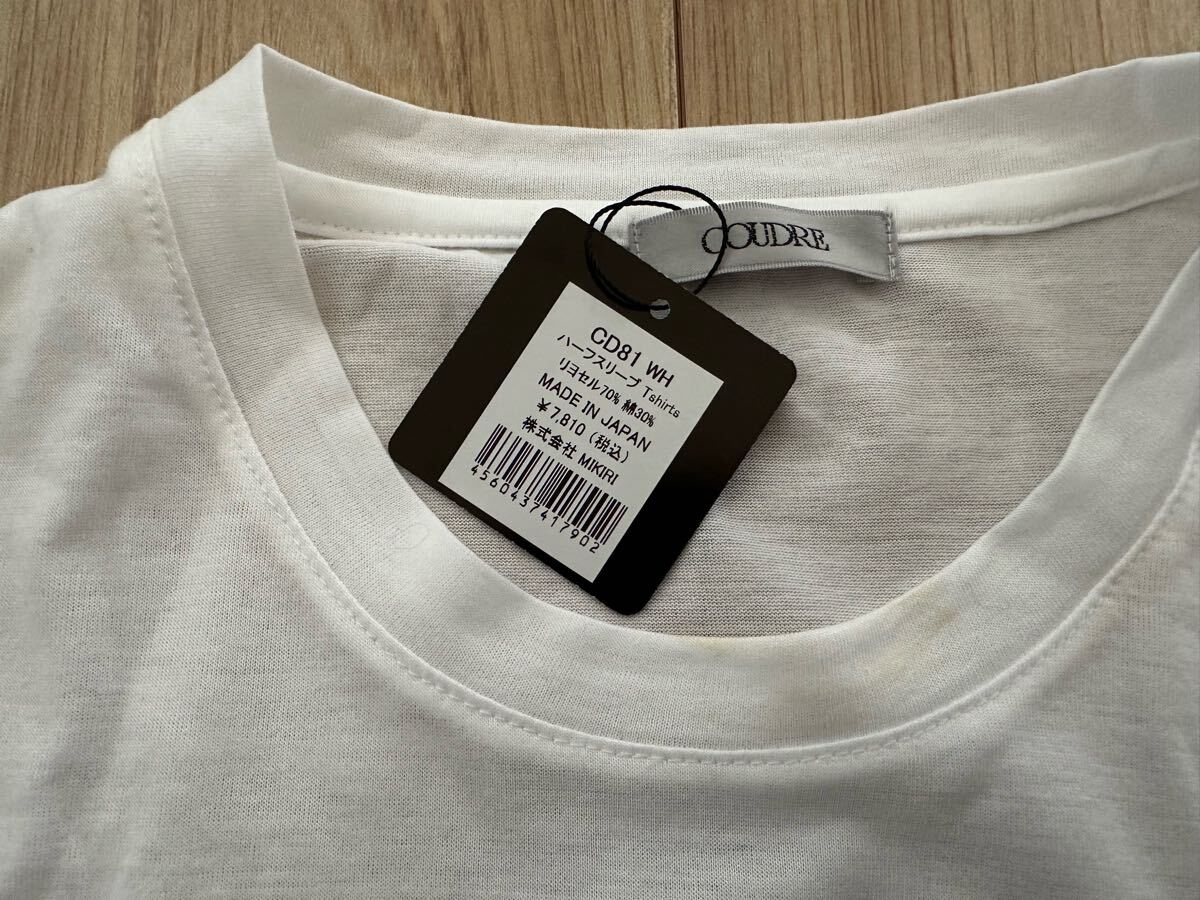 COUDRE
CD81 WH
ハーフスリーブ Tshirts
リヨセル70% 綿30%
MADE IN JAPAN
￥7,810（税込）
株式会社 MIKIRI
4560437417902